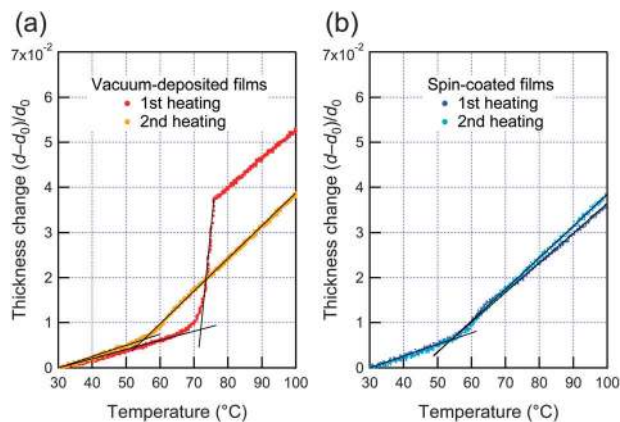 (a)
7x10⁻²
6
5
4
3
2
1
0
Thickness change (d–d₀)/d₀
Vacuum-deposited films
1st heating
2nd heating
30 40 50 60 70 80 90 100
Temperature (°C)
(b)
7x10⁻²
6
5
4
3
2
1
0
Thickness change (d–d₀)/d₀
Spin-coated films
1st heating
2nd heating
30 40 50 60 70 80 90 100
Temperature (°C)